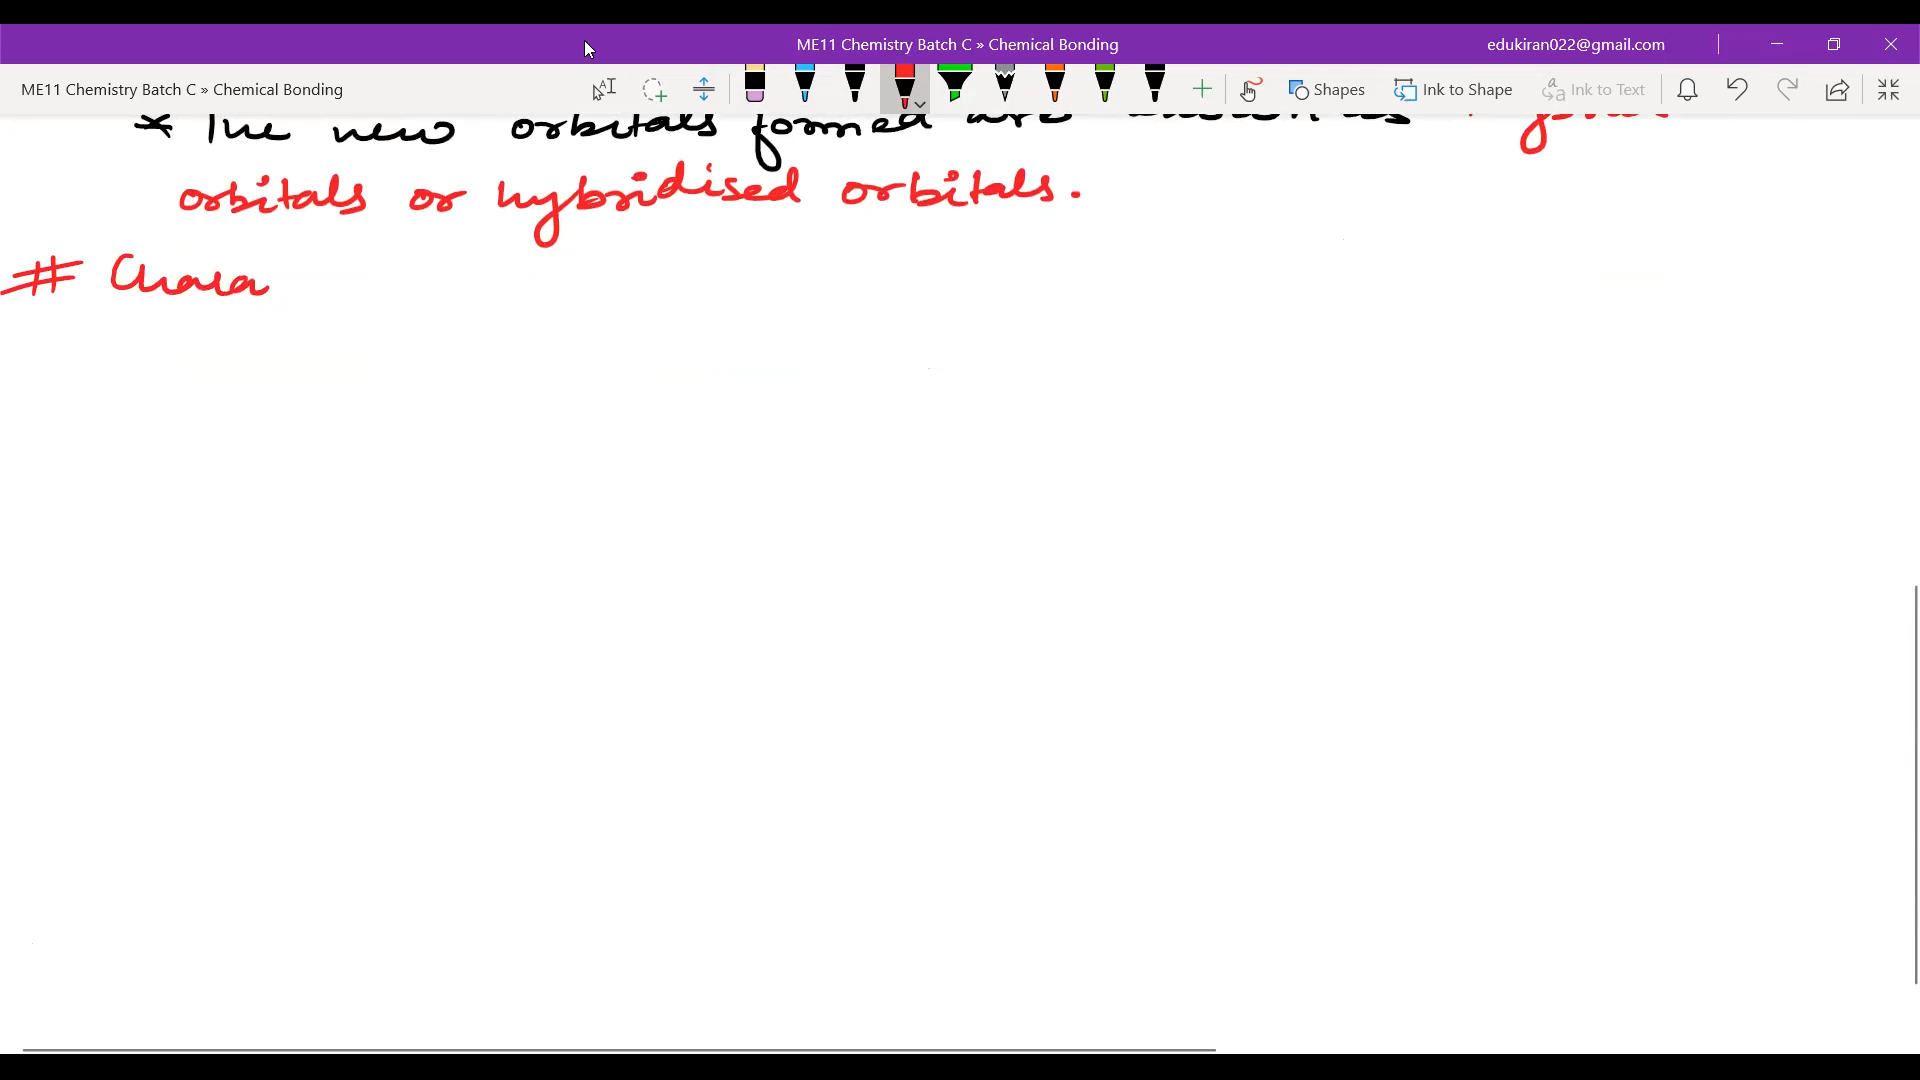 ME11 Chemistry Batch C » Chemical Bonding
edukiran022@gmail.com
ME11 Chemistry Batch C » Chemical Bonding
Shapes
Ink to Shape
Ink to Text
* The new orbitals formed are
orbitals or hybridised orbitals.
# Chara